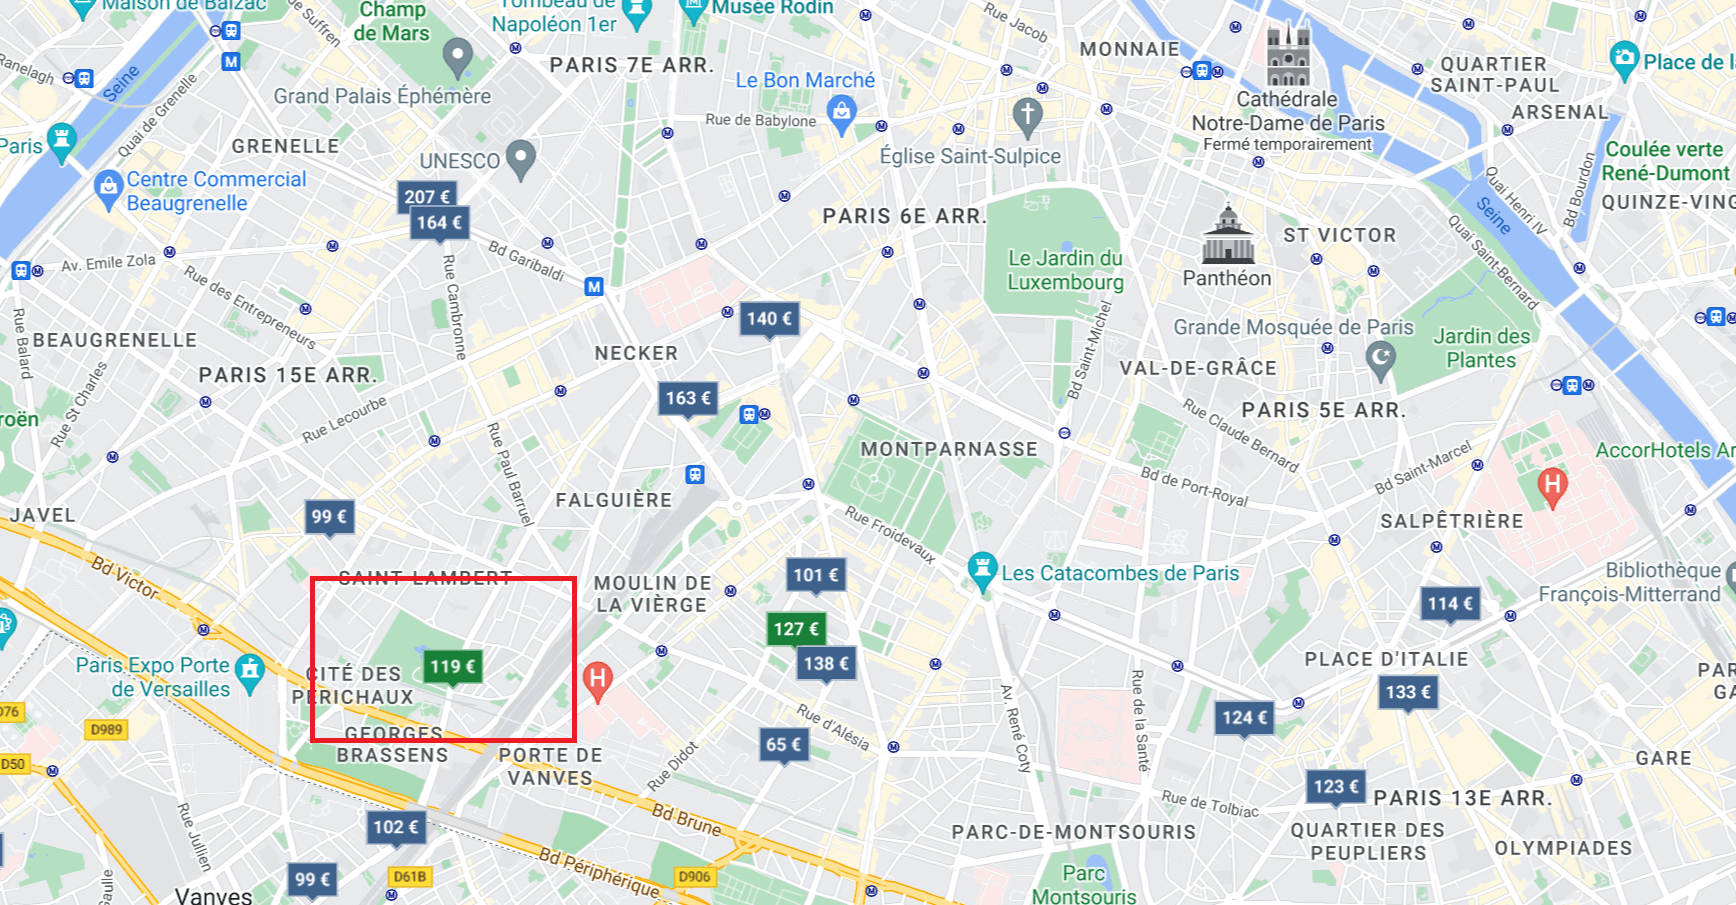 Maison de Balzac
Champ
de Mars
Tombeau de
Napoléon 1er
Musée Rodin
Rue Jacob
MONNAIE
Place de la
QUARTIER
SAINT-PAUL
ARSENAL
Ranelagh
Seine
Quai de Grenelle
de Suffren
Grand Palais Éphémère
PARIS 7E ARR.
Le Bon Marché
Rue de Babylone
Cathédrale
Notre-Dame de Paris
Fermé temporairement
Coulée verte
René-Dumont
QUINZE-VING
Paris
GRENELLE
UNESCO
Église Saint-Sulpice
Centre Commercial
Beaugrenelle
207 €
164 €
PARIS 6E ARR.
Panthéon
ST VICTOR
Quai Henri IV
Bd Bourdon
Seine
Quai Saint-Bernard
Av. Emile Zola
Bd Garibaldi
Rue des Entrepreneurs
Rue Cambronne
Le Jardin du
Luxembourg
Bd Saint-Michel
Grande Mosquée de Paris
Jardin des
Plantes
Rue Balard
BEAUGRENELLE
140 €
NECKER
PARIS 15E ARR.
163 €
VAL-DE-GRÂCE
PARIS 5E ARR.
Rue Claude Bernard
roën
Rue St Charles
Rue Lecourbe
Rue Paul Barruel
MONTPARNASSE
Bd de Port-Royal
Bd Saint-Marcel
AccorHotels Ar
H
JAVEL
99 €
FALGUIÈRE
Rue Froidevaux
SALPÊTRIÈRE
Bd Victor
SAINT-LAMBERT
MOULIN DE
LA VIÈRGE
101 €
Les Catacombes de Paris
Bibliothèque
François-Mitterrand
114 €
127 €
138 €
Paris Expo Porte
de Versailles
CITÉ DES
PÉRICHAUX
119 €
H
PLACE D'ITALIE
133 €
PAR
GA
D76
D989
D50
GEORGES
BRASSENS
PORTE DE
VANVES
Rue Didot
65 €
Rue d'Alésia
Av. René Coty
Rue de la Santé
124 €
GARE
123 €
PARIS 13E ARR.
Rue de Tolbiac
Rue Julien
102 €
Bd Brune
PARC-DE-MONTSOURIS
QUARTIER DES
PEUPLIERS
OLYMPIADES
Bd Périphérique
99 €
D61B
D906
Vanves
Gaulle
Parc
Montsouris